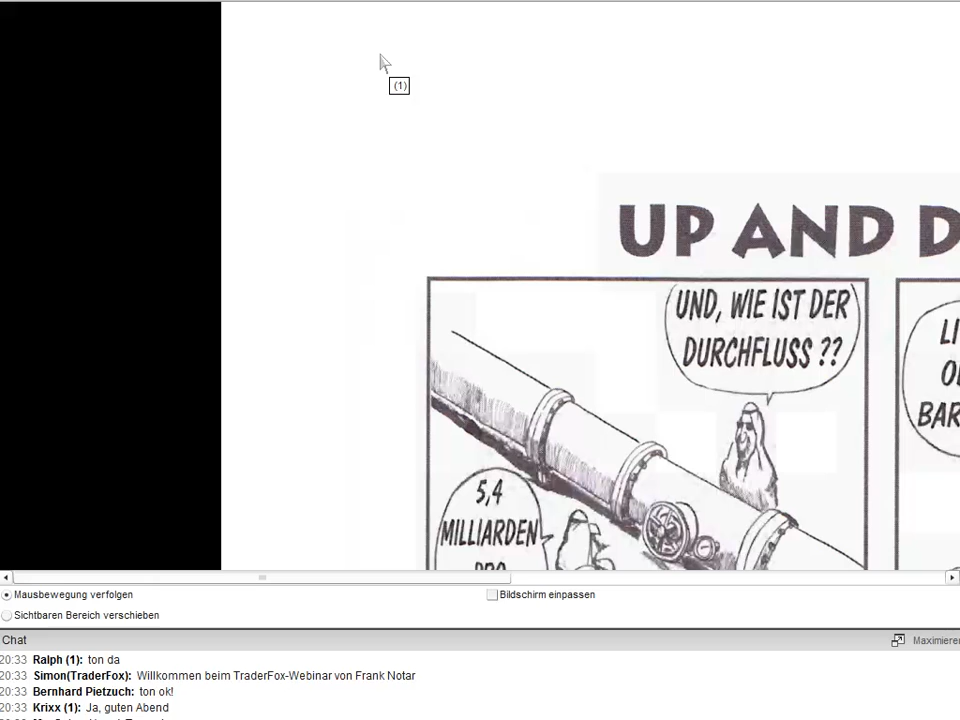 (1)
UP AND D
UND, WIE IST DER
DURCHFLUSS ??
LI
BAR
5,4
MILLIARDEN
PRO
Mausbewegung verfolgen
Bildschirm einpassen
Sichtbaren Bereich verschieben
Chat
Maximieren
20:33 Ralph (1): ton da
20:33 Simon(TraderFox): Willkommen beim TraderFox-Webinar von Frank Notar
20:33 Bernhard Pietzuch: ton ok!
20:33 Krixx (1): Ja, guten Abend